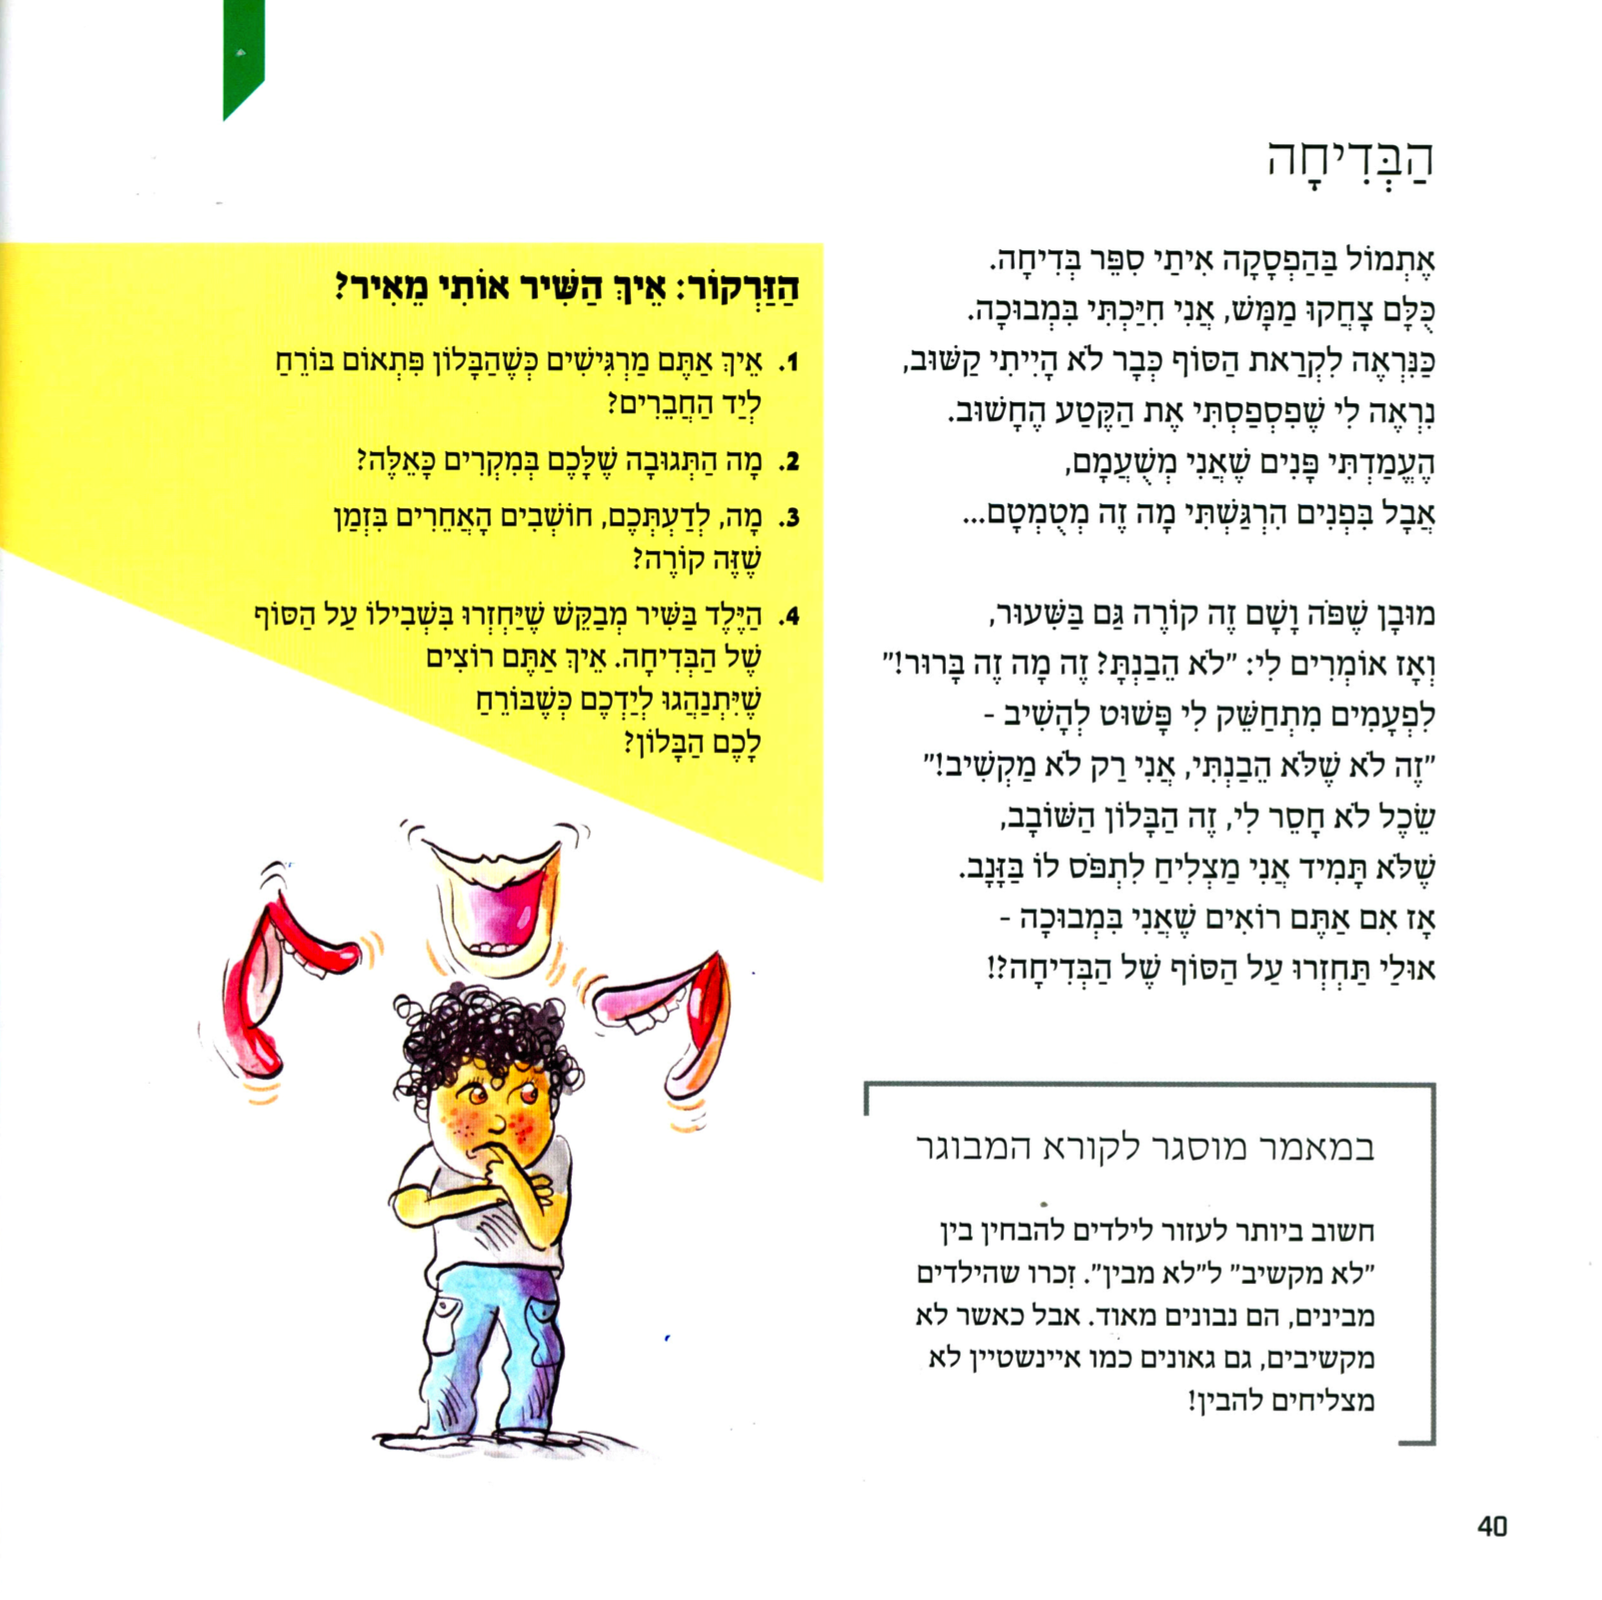 הַבְּדִיחָה
אֶתְמוֹל בַּהַפְסָקָה אִיתַי סִפֵּר בְּדִיחָה.
כֻּלָּם צָחֲקוּ מַמָּשׁ, אֲנִי חִיַּכְתִּי בִּמְבוּכָה.
כַּנִּרְאֶה לִקְרַאת הַסּוֹף כְּבָר לֹא הָיִיתִי קַשּׁוּב,
נִרְאֶה לִי שֶׁפִסְפַסְתִּי אֶת הַקֶּטַע הֶחָשׁוּב.
הֶעֱמַדְתִּי פָּנִים שֶׁאֲנִי מְשֻׁעֲמָם,
אֲבָל בִּפְנִים הִרְגַּשְׁתִּי מָה זֶה מְטֻמְטָם...
מוּבָן שֶׁפֹּה וָשָׁם זֶה קוֹרֶה גַּם בַּשִּׁעוּר,
וְאָז אוֹמְרִים לִי: "לֹא הֵבַנְתָּ? זֶה מָה זֶה בָּרוּר!"
לִפְעָמִים מִתְחַשֵּׁק לִי פָּשׁוּט לְהָשִׁיב -
"זֶה לֹא שֶׁלֹּא הֵבַנְתִּי, אֲנִי רַק לֹא מַקְשִׁיב!"
שֵׂכֶל לֹא חָסֵר לִי, זֶה הַבָּלוֹן הַשּׁוֹבָב,
שֶׁלֹּא תָּמִיד אֲנִי מַצְלִיחַ לִתְפֹּס לוֹ בַּזָּנָב.
אָז אִם אַתֶּם רוֹאִים שֶׁאֲנִי בִּמְבוּכָה -
אוּלַי תַּחְזְרוּ עַל הַסּוֹף שֶׁל הַבְּדִיחָה?!
במאמר מוסגר לקורא המבוגר
חשוב ביותר לעזור לילדים להבחין בין
"לא מקשיב" ל"לא מבין". זִכרו שהילדים
מבינים, הם נבונים מאוד. אבל כאשר לא
מקשיבים, גם גאונים כמו איינשטיין לא
מצליחים להבין!
הַזַּרְקוֹר: אֵיךְ הַשִּׁיר אוֹתִי מֵאִיר?
1. אֵיךְ אַתֶּם מַרְגִּישִׁים כְּשֶׁהַבָּלוֹן פִּתְאוֹם בּוֹרֵחַ
לְיַד הַחֲבֵרִים?
2. מָה הַתְּגוּבָה שֶׁלָּכֶם בְּמִקְרִים כָּאֵלֶּה?
3. מָה, לְדַעְתְּכֶם, חוֹשְׁבִים הָאֲחֵרִים בִּזְמַן
שֶׁזֶּה קוֹרֶה?
4. הַיֶּלֶד בַּשִּׁיר מְבַקֵּשׁ שֶׁיַּחְזְרוּ בִּשְׁבִילוֹ עַל הַסּוֹף
שֶׁל הַבְּדִיחָה. אֵיךְ אַתֶּם רוֹצִים
שֶׁיִּתְנַהֲגוּ לְיַדְכֶם כְּשֶׁבּוֹרֵחַ
לָכֶם הַבָּלוֹן?
40